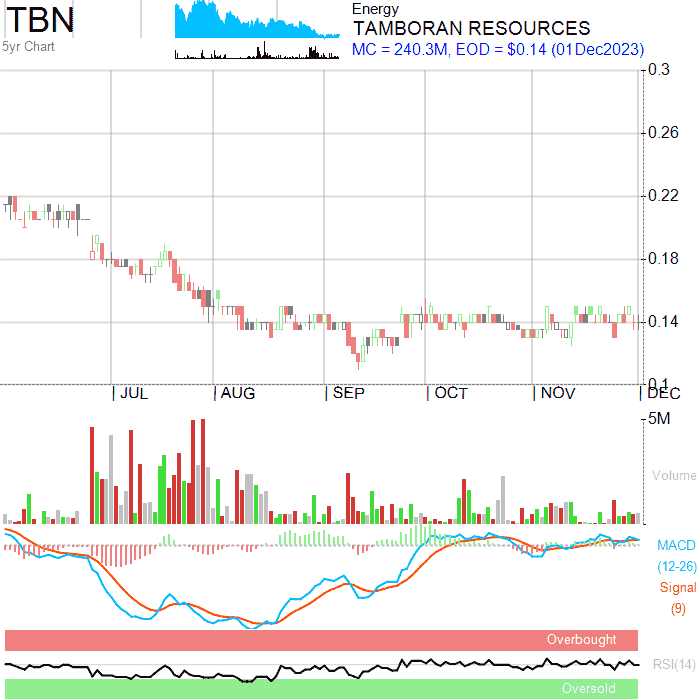 TBN
5yr Chart
Energy
TAMBORAN RESOURCES
MC = 240.3M, EOD = $0.14 (01Dec2023)
0.3
0.26
0.22
0.18
0.14
0.1
JUL AUG SEP OCT NOV DEC
5M
Volume
MACD
(12-26)
Signal
(9)
Overbought
RSI(14)
Oversold